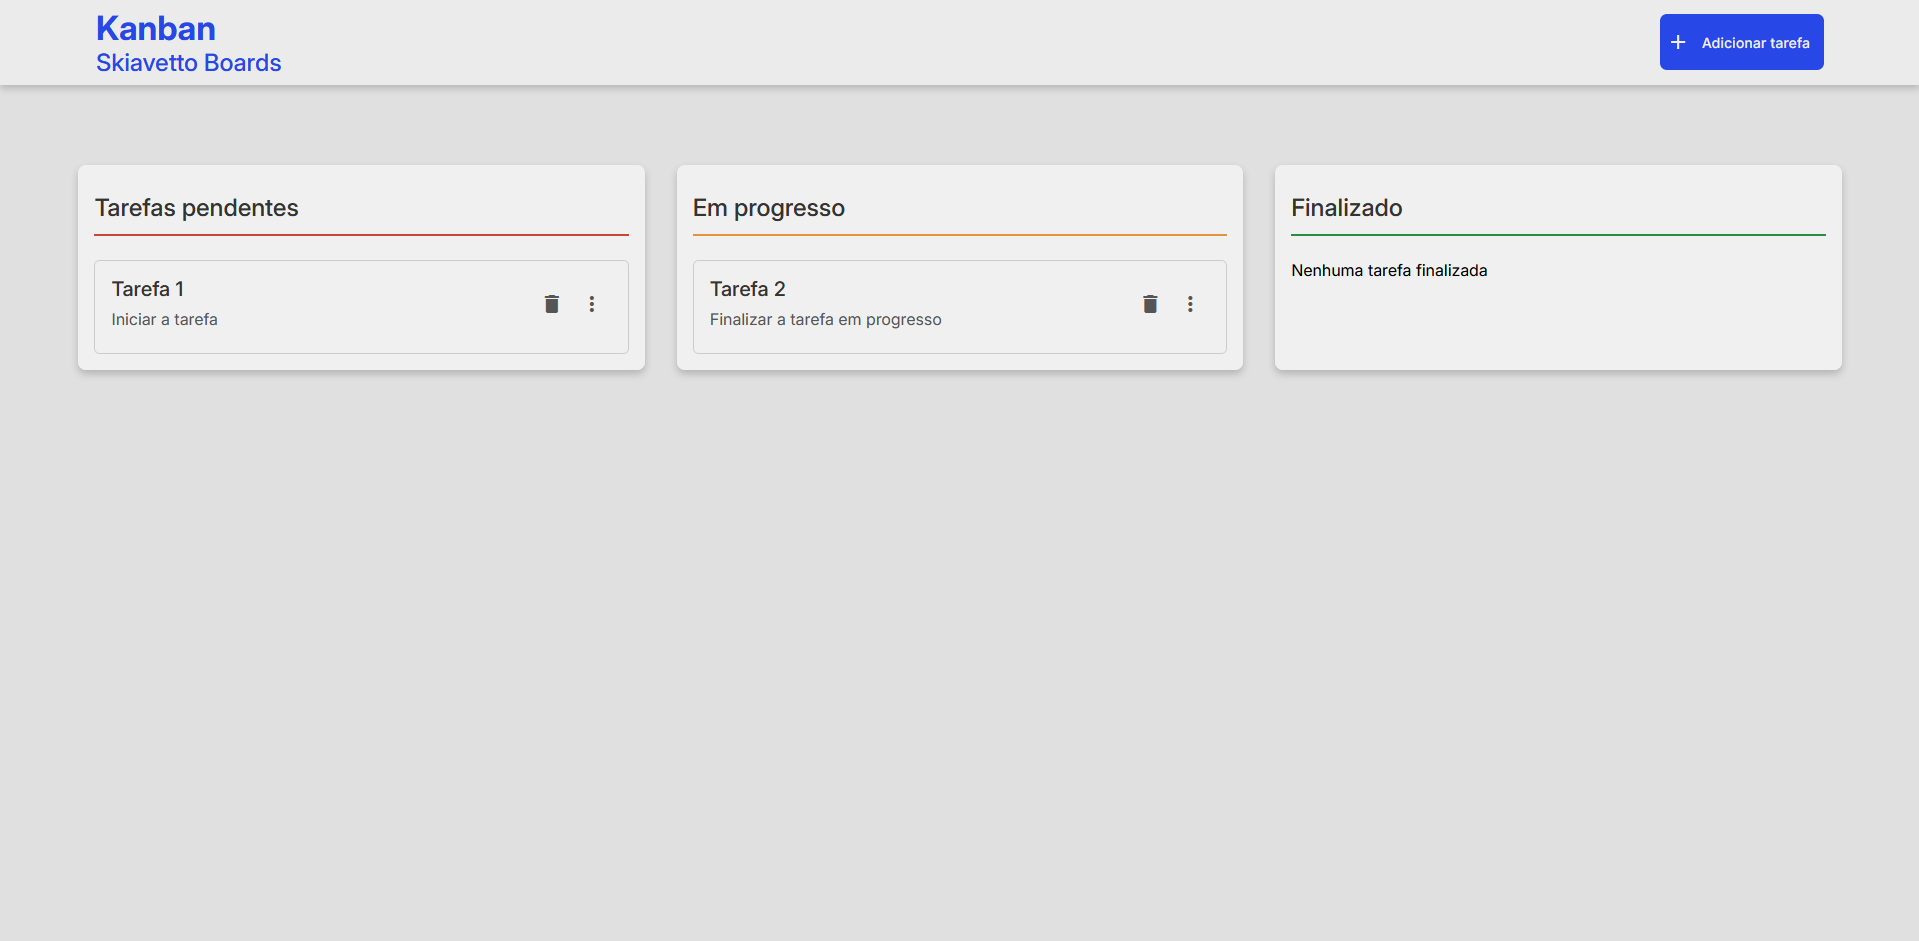 Kanban
Skiavetto Boards
Adicionar tarefa
Tarefas pendentes
Tarefa 1
Iniciar a tarefa
Em progresso
Tarefa 2
Finalizar a tarefa em progresso
Finalizado
Nenhuma tarefa finalizada